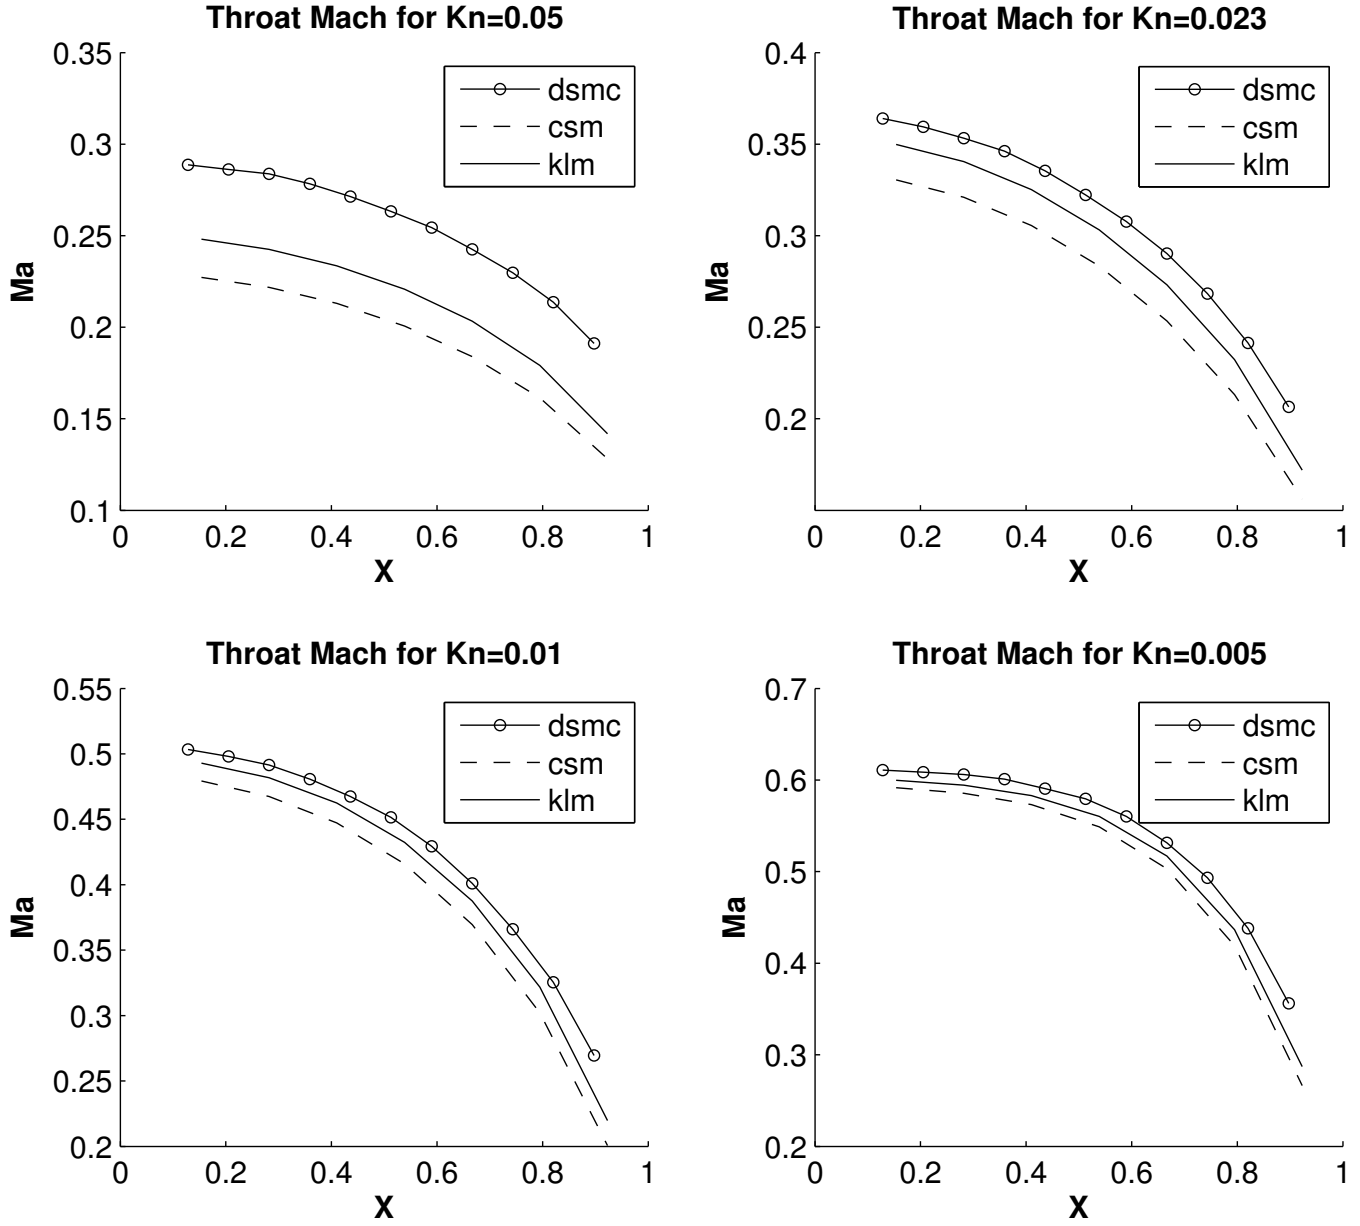 Throat Mach for Kn=0.05
0.35
0.3
0.25
0.2
0.15
0.1
Ma
dsmc
csm
klm
0 0.2 0.4 0.6 0.8 1
X
Throat Mach for Kn=0.023
0.4
0.35
0.3
0.25
0.2
Ma
dsmc
csm
klm
0 0.2 0.4 0.6 0.8 1
X
Throat Mach for Kn=0.01
0.55
0.5
0.45
0.4
0.35
0.3
0.25
0.2
Ma
dsmc
csm
klm
0 0.2 0.4 0.6 0.8 1
X
Throat Mach for Kn=0.005
0.7
0.6
0.5
0.4
0.3
0.2
Ma
dsmc
csm
klm
0 0.2 0.4 0.6 0.8 1
X